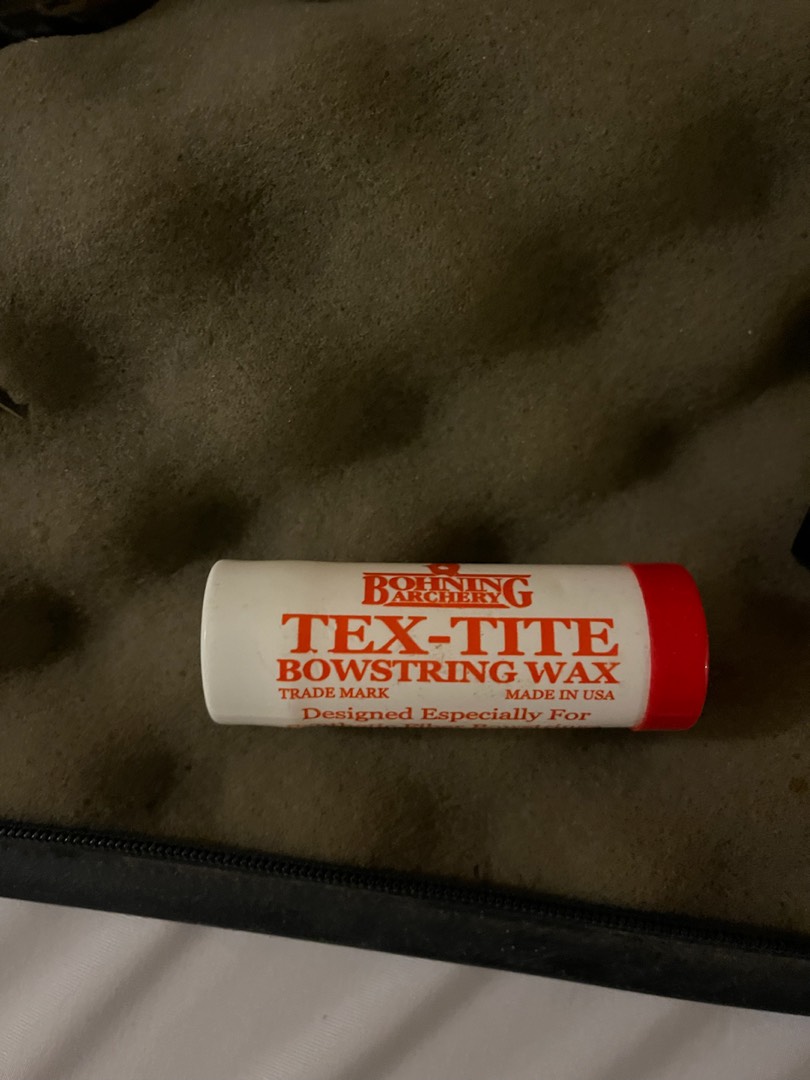 BOHNING
ARCHERY
TEX-TITE
BOWSTRING WAX
TRADE MARK MADE IN USA
Designed Especially For